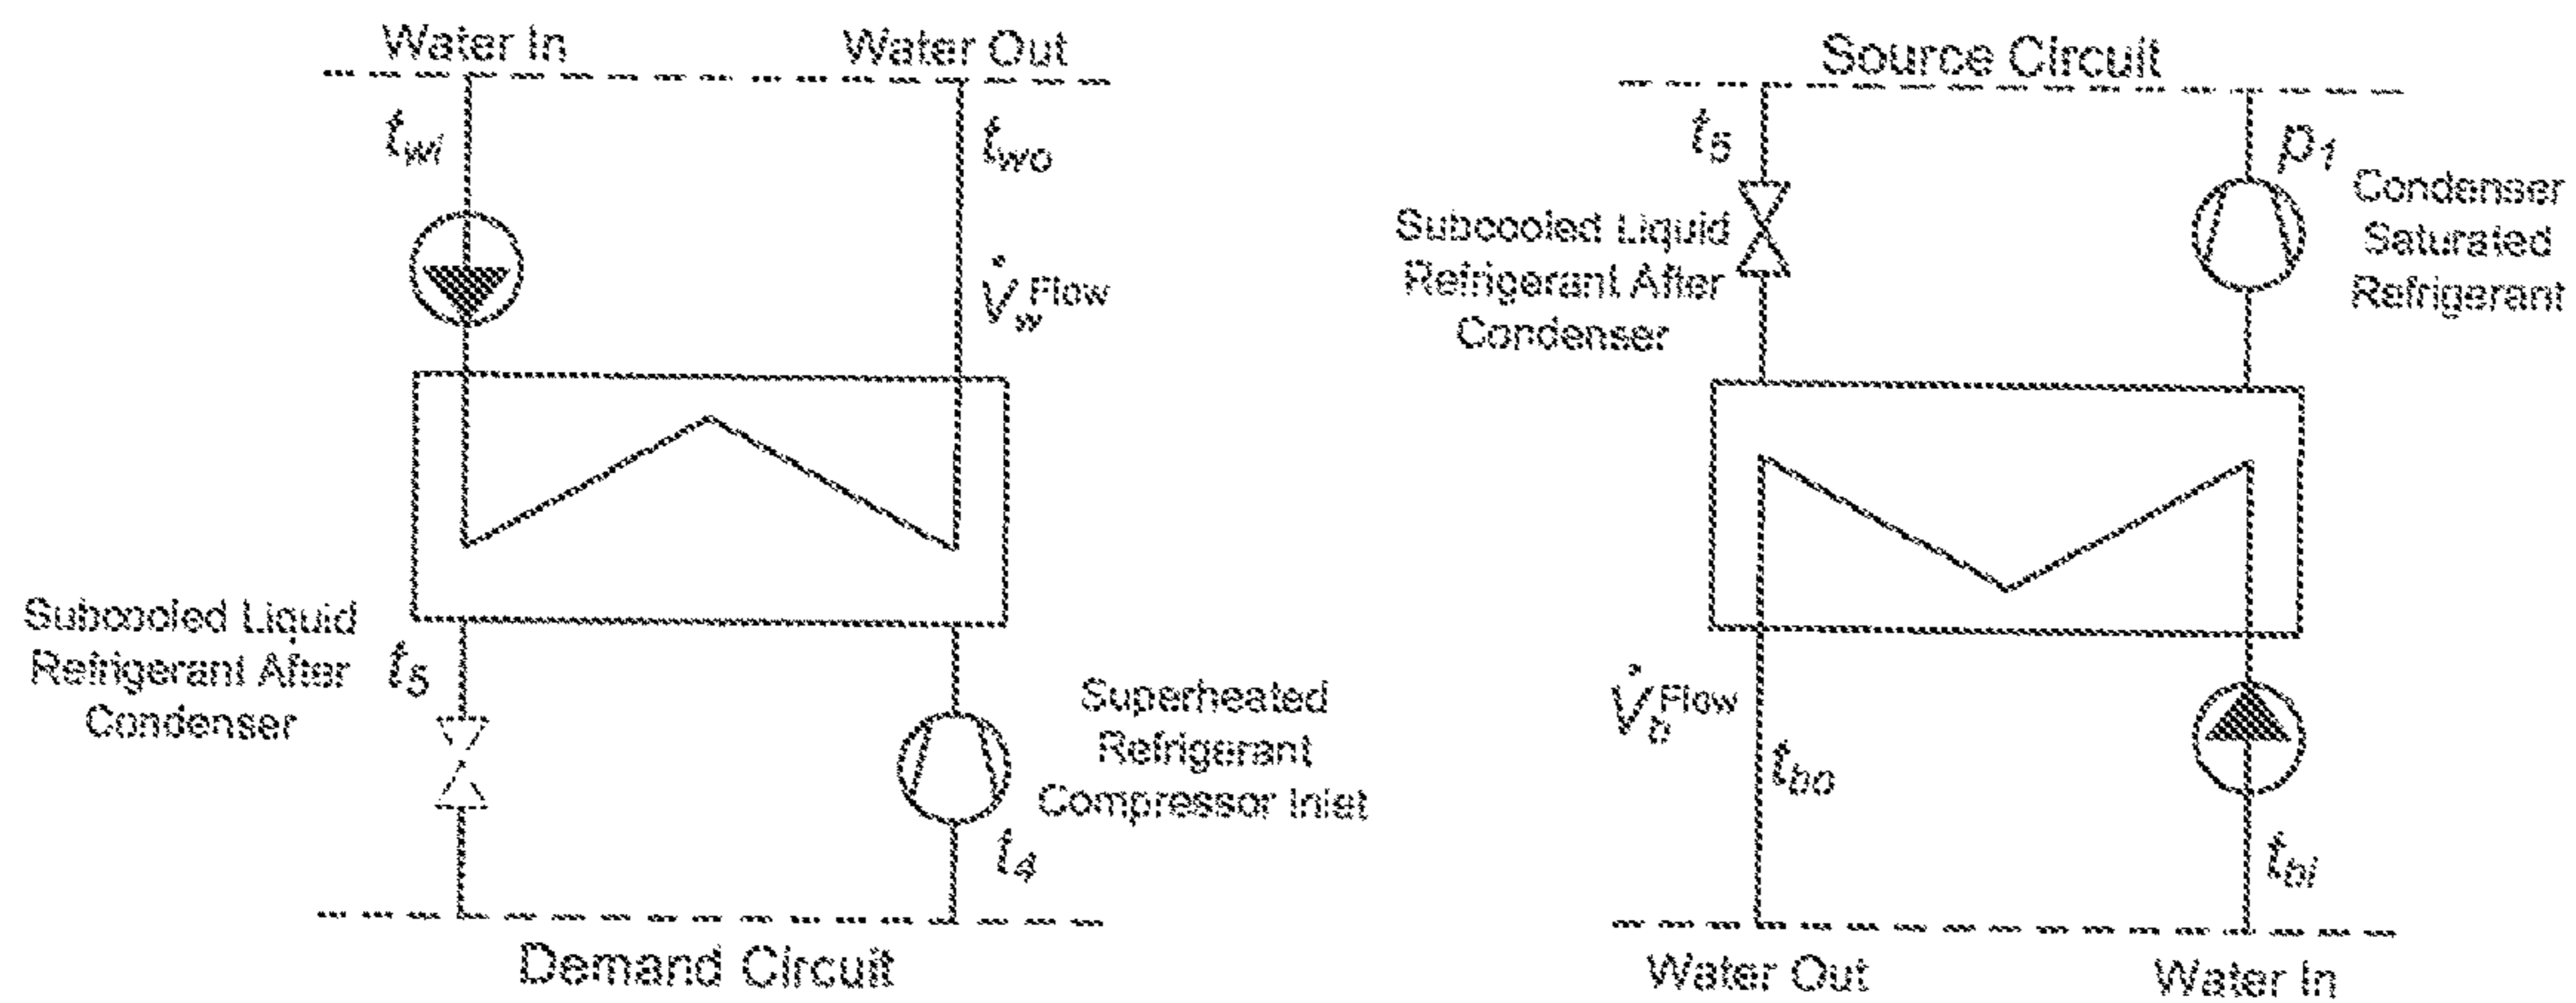 Water In
Water Out
t_wi
t_wo
V̇_w^Flow
Subcooled Liquid
Refrigerant After
Condenser
t_5
Superheated
Refrigerant
Compressor Inlet
t_4
Demand Circuit
Source Circuit
t_5
p_1
Subcooled Liquid
Refrigerant After
Condenser
Condenser
Saturated
Refrigerant
V̇_b^Flow
t_bo
t_bi
Water Out
Water In